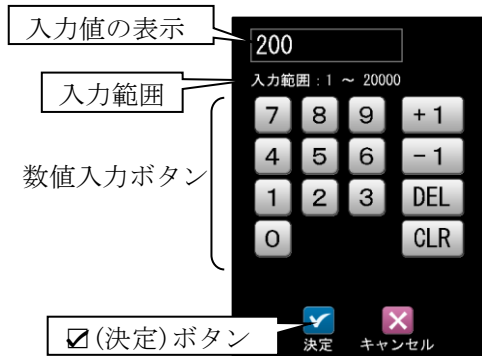 入力値の表示
200
入力範囲:1 ~ 20000
入力範囲
7 8 9 +1
4 5 6 -1
数値入力ボタン
1 2 3 DEL
0 CLR
☑(決定)ボタン
決定 キャンセル